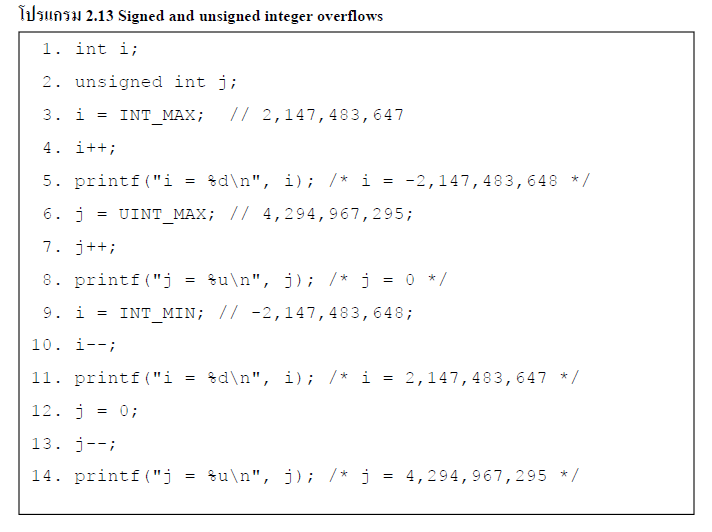 โปรแกรม 2.13 Signed and unsigned integer overflows
1. int i;
2. unsigned int j;
3. i = INT_MAX;  // 2,147,483,647
4. i++;
5. printf("i = %d\n", i); /* i = -2,147,483,648 */
6. j = UINT_MAX; // 4,294,967,295;
7. j++;
8. printf("j = %u\n", j); /* j = 0 */
9. i = INT_MIN; // -2,147,483,648;
10. i--;
11. printf("i = %d\n", i); /* i = 2,147,483,647 */
12. j = 0;
13. j--;
14. printf("j = %u\n", j); /* j = 4,294,967,295 */